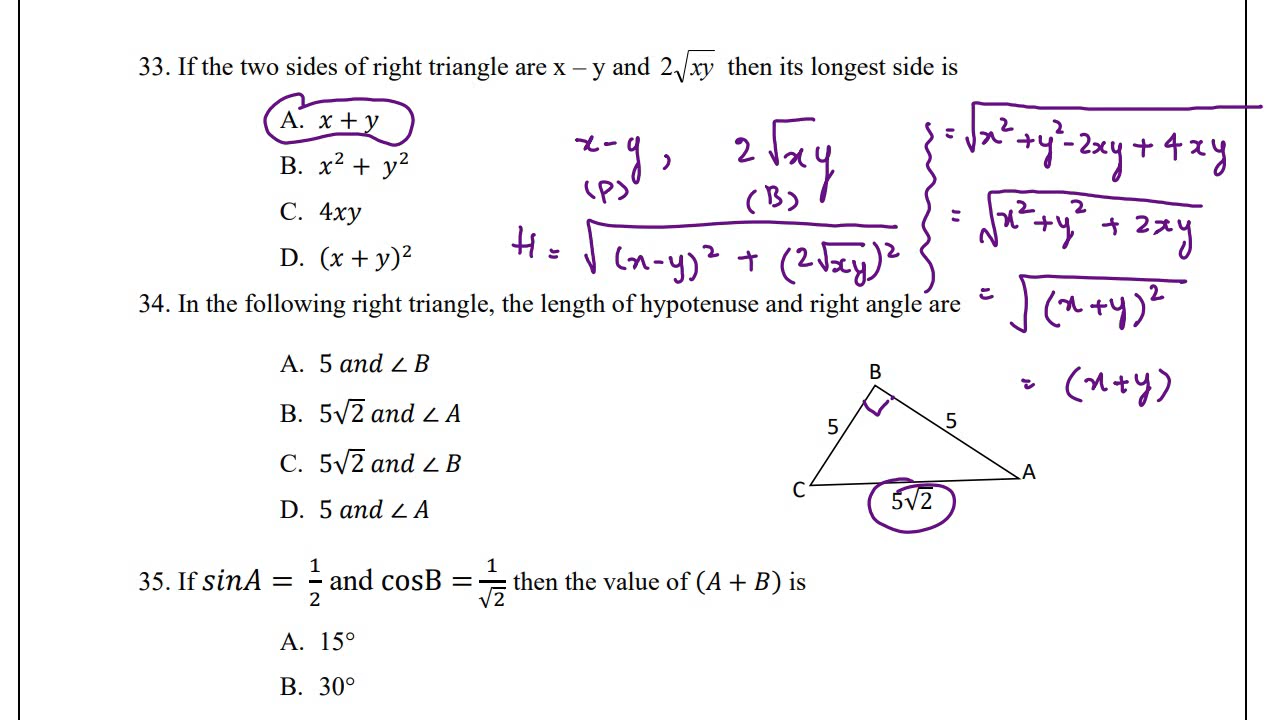 33. If the two sides of right triangle are x – y and 2√xy then its longest side is
A. x + y
B. x² + y²
C. 4xy
D. (x + y)²
x-y, 2√xy
(P) (B)
H = √(x-y)² + (2√xy)²
= √x²+y²-2xy+4xy
= √x²+y²+2xy
= √(x+y)²
= (x+y)
34. In the following right triangle, the length of hypotenuse and right angle are
A. 5 and ∠ B
B. 5√2 and ∠ A
C. 5√2 and ∠ B
D. 5 and ∠ A
B
5
5
C
A
5√2
35. If sinA = 1/2 and cosB = 1/√2 then the value of (A + B) is
A. 15°
B. 30°